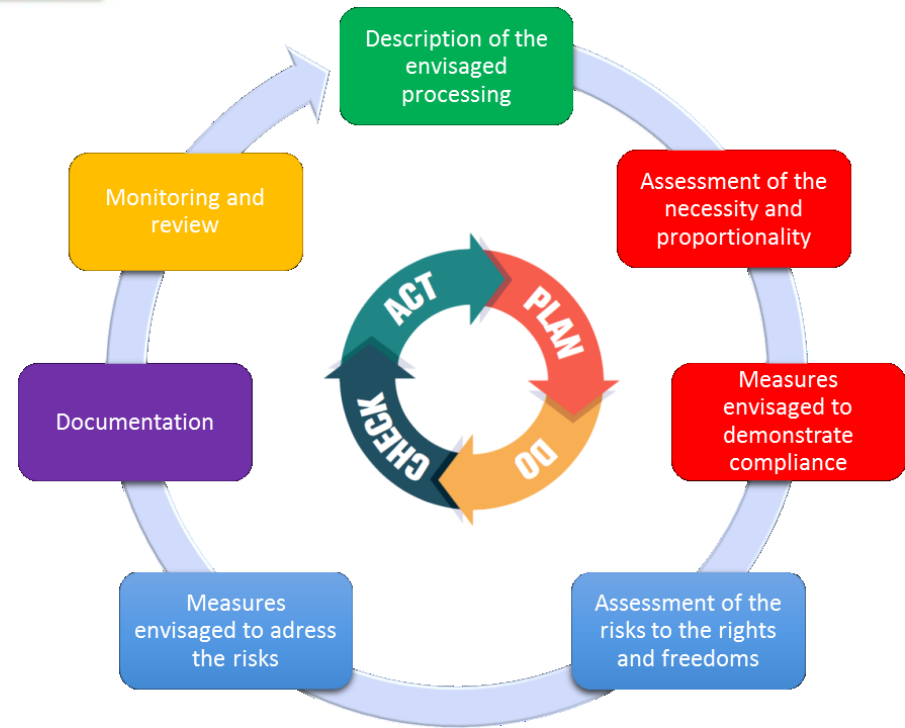 Description of the
envisaged
processing
Assessment of the
necessity and
proportionality
Measures
envisaged to
demonstrate
compliance
Assessment of the
risks to the rights
and freedoms
Measures
envisaged to adress
the risks
Documentation
Monitoring and
review
PLAN
DO
CHECK
ACT